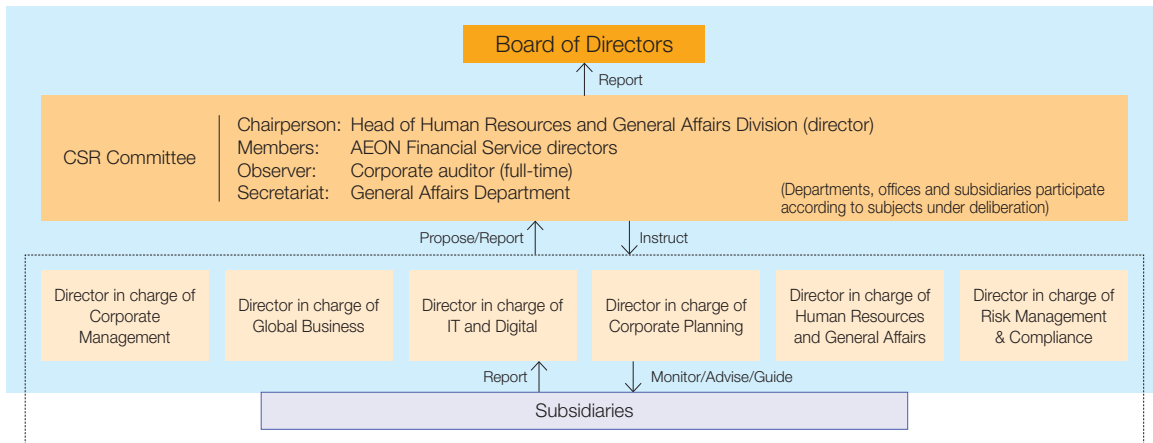 Board of Directors
Report
CSR Committee
Chairperson: Head of Human Resources and General Affairs Division (director)
Members: AEON Financial Service directors
Observer: Corporate auditor (full-time)
Secretariat: General Affairs Department
(Departments, offices and subsidiaries participate
according to subjects under deliberation)
Propose/Report
Instruct
Director in charge of
Corporate
Management
Director in charge of
Global Business
Director in charge of
IT and Digital
Director in charge of
Corporate Planning
Director in charge of
Human Resources
and General Affairs
Director in charge of
Risk Management
& Compliance
Report
Monitor/Advise/Guide
Subsidiaries